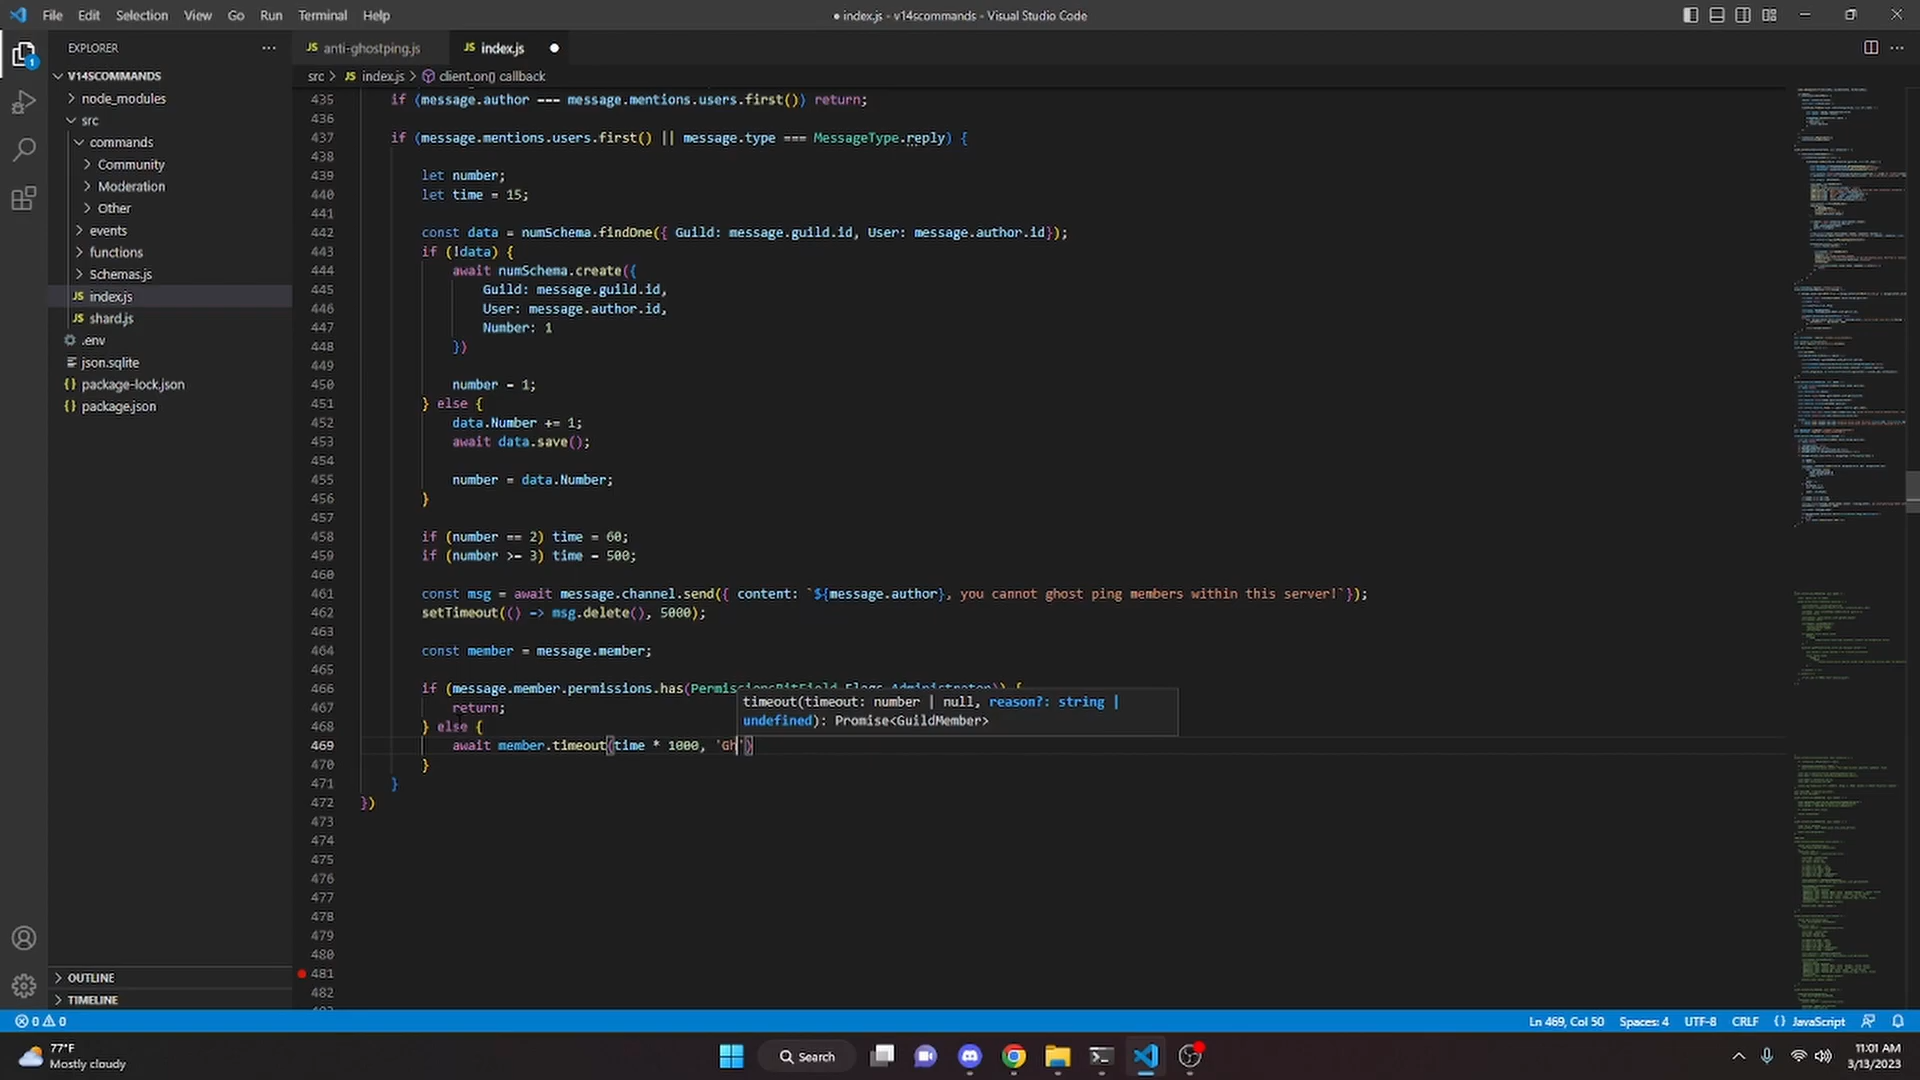 File Edit Selection View Go Run Terminal Help
● index.js - v14scommands - Visual Studio Code
EXPLORER
V14SCOMMANDS
node_modules
src
commands
Community
Moderation
Other
events
functions
Schemas.js
JS index.js
JS shard.js
.env
json.sqlite
{} package-lock.json
{} package.json
OUTLINE
TIMELINE
JS anti-ghostping.js
JS index.js ●
src > JS index.js > client.on() callback
435 if (message.author === message.mentions.users.first()) return;
436
437 if (message.mentions.users.first() || message.type === MessageType.reply) {
438
439 let number;
440 let time = 15;
441
442 const data = numSchema.findOne({ Guild: message.guild.id, User: message.author.id});
443 if (!data) {
444 await numSchema.create({
445 Guild: message.guild.id,
446 User: message.author.id,
447 Number: 1
448 })
449
450 number = 1;
451 } else {
452 data.Number += 1;
453 await data.save();
454
455 number = data.Number;
456 }
457
458 if (number == 2) time = 60;
459 if (number >= 3) time = 500;
460
461 const msg = await message.channel.send({ content: `${message.author}, you cannot ghost ping members within this server!`});
462 setTimeout(() => msg.delete(), 5000);
463
464 const member = message.member;
465
466 if (message.member.permissions.has(PermissionsBitField.Flags.Administrator)) {
467 return;
468 } else {
469 await member.timeout(time * 1000, 'Gh')
470 }
471 }
472 })
473
474
475
476
477
478
479
480
481
482
timeout(timeout: number | null, reason?: string |
undefined): Promise<GuildMember>
0 0
Ln 469, Col 50 Spaces: 4 UTF-8 CRLF {} JavaScript
77°F
Mostly cloudy
Search
11:01 AM
3/13/2023
1